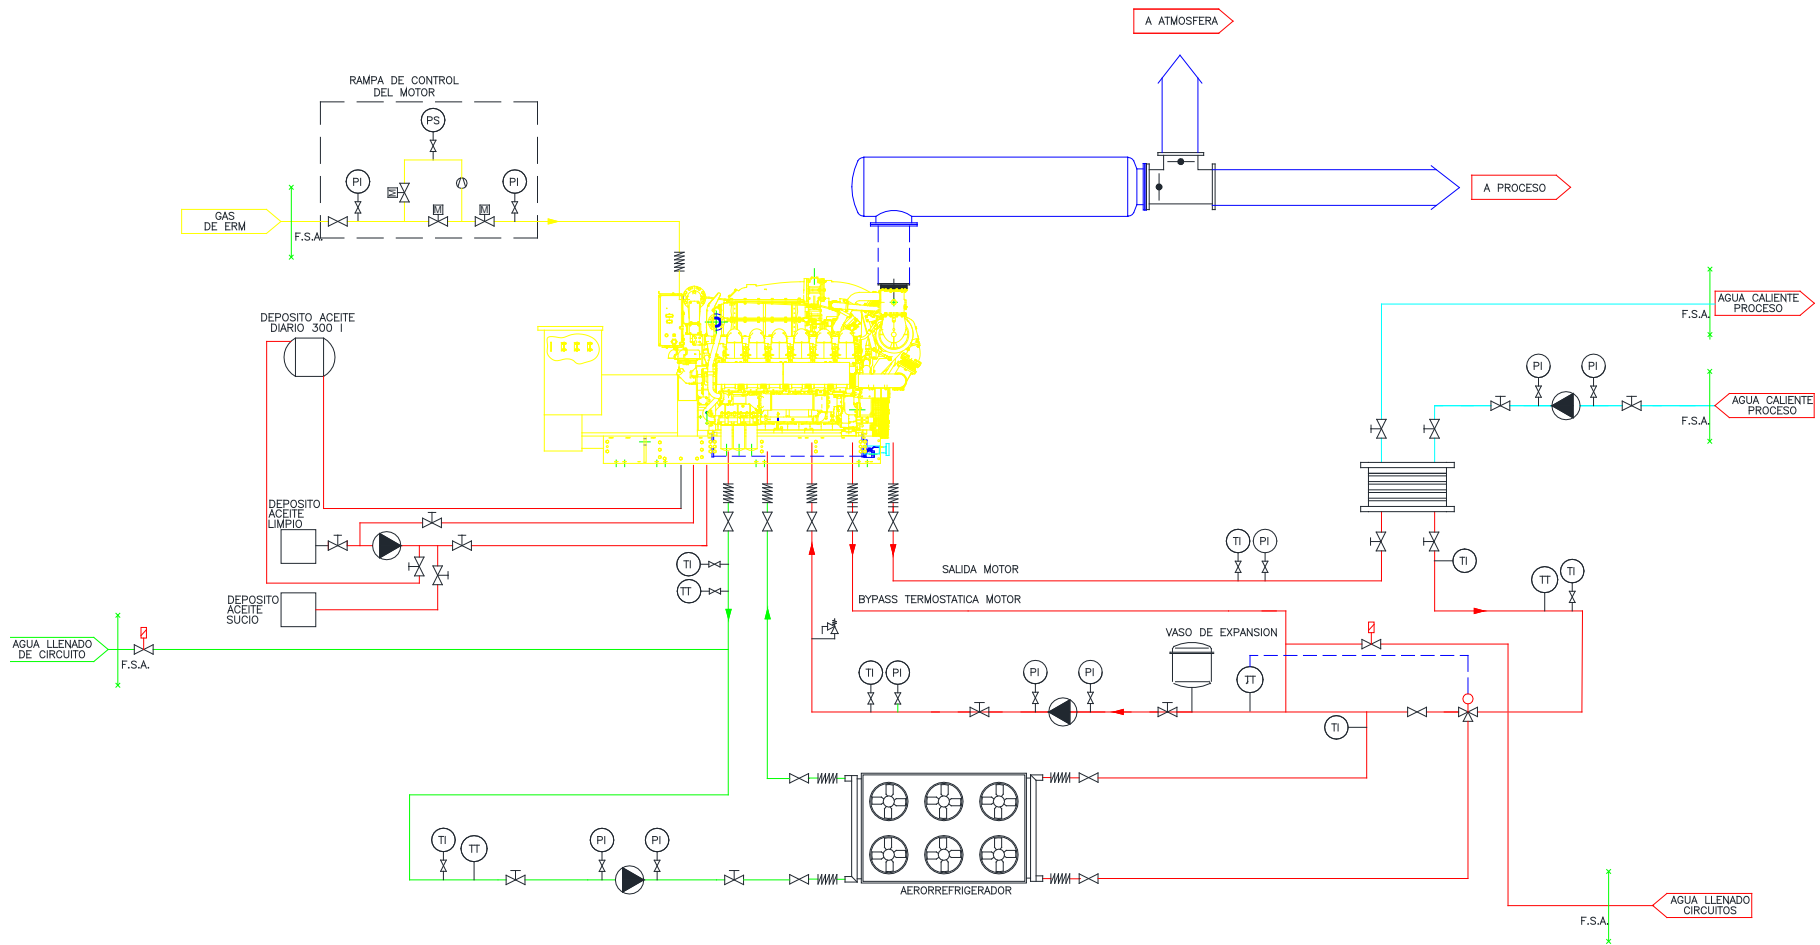 A ATMOSFERA
RAMPA DE CONTROL
DEL MOTOR
PS
PI
PI
M
M
M
GAS
DE ERM
F.S.A.
A PROCESO
DEPOSITO ACEITE
DIARIO 300 l
AGUA CALIENTE
PROCESO
F.S.A.
PI
PI
AGUA CALIENTE
PROCESO
F.S.A.
DEPOSITO
ACEITE
LIMPIO
TI
TT
TI
PI
TI
TT
TI
SALIDA MOTOR
BYPASS TERMOSTATICA MOTOR
DEPOSITO
ACEITE
SUCIO
AGUA LLENADO
DE CIRCUITO
F.S.A.
VASO DE EXPANSION
TI
PI
PI
PI
TT
TI
TI
TT
PI
PI
AERORREFRIGERADOR
AGUA LLENADO
CIRCUITOS
F.S.A.